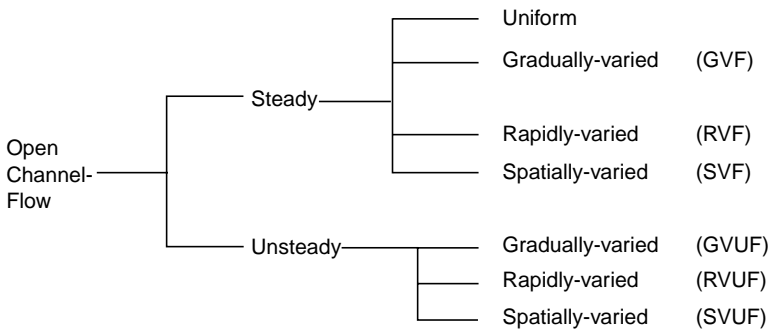 Uniform
Gradually-varied (GVF)
Steady
Rapidly-varied (RVF)
Open
Channel-
Flow
Spatially-varied (SVF)
Unsteady
Gradually-varied (GVUF)
Rapidly-varied (RVUF)
Spatially-varied (SVUF)